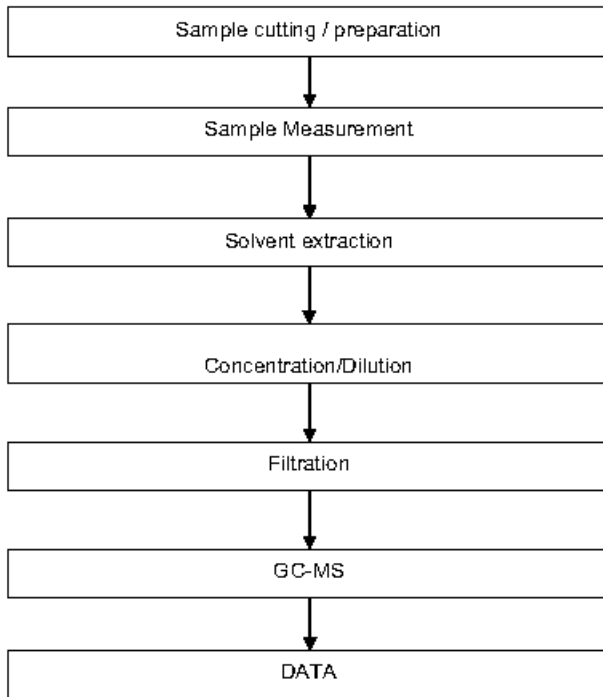 Sample cutting / preparation
Sample Measurement
Solvent extraction
Concentration/Dilution
Filtration
GC-MS
DATA